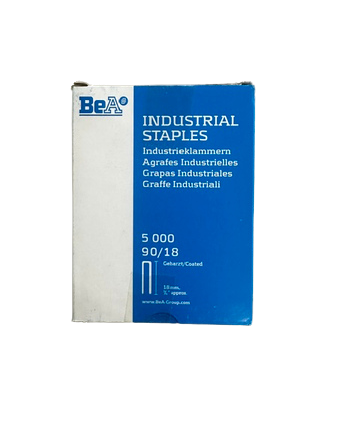 BeA®
INDUSTRIAL
STAPLES
Industrieklammern
Agrafes Industrielles
Grapas Industriales
Graffe Industriali
5 000
90/18
Geharzt/Coated
18 mm,
approx.
www.BeA-Group.com